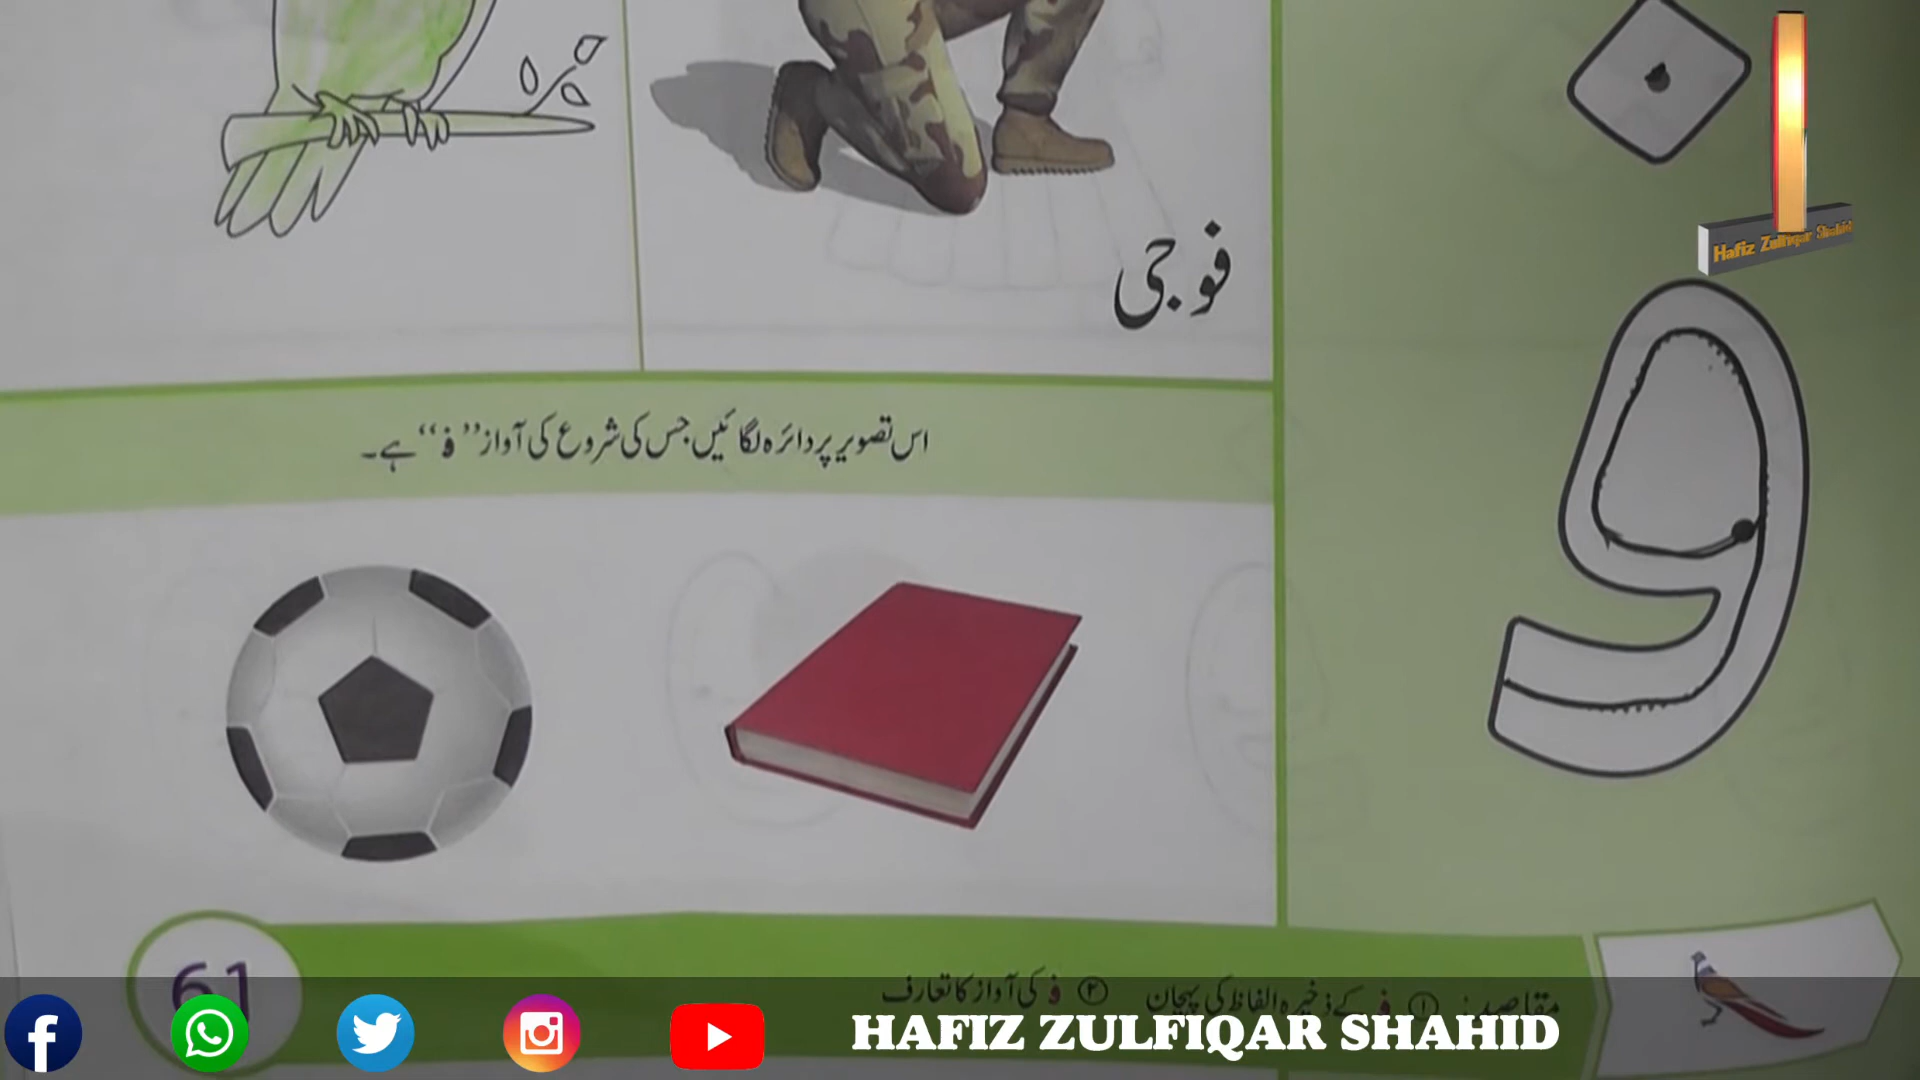 Hafiz Zulfiqar Shahid
فوجی
اس تصویر پر دائرہ لگائیں جس کی شروع کی آواز ”ف“ ہے۔
مقاصد: ① ف کے ذخیرہ الفاظ کی پہچان ② ف کی آواز کا تعارف
61
HAFIZ ZULFIQAR SHAHID